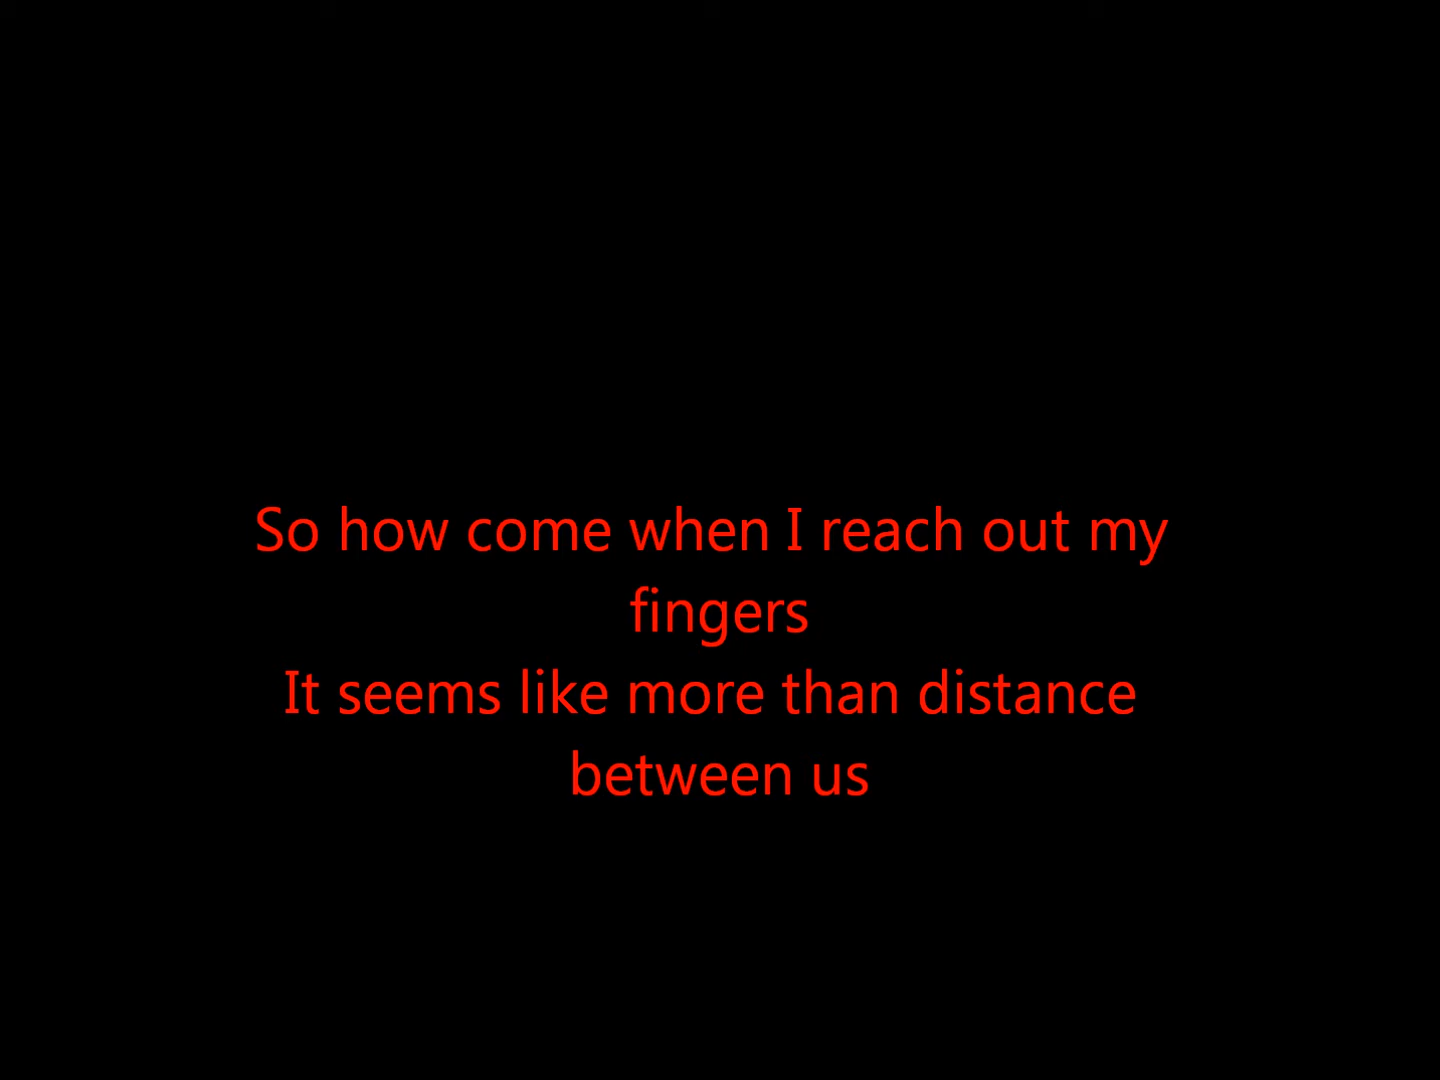 So how come when I reach out my
fingers
It seems like more than distance
between us